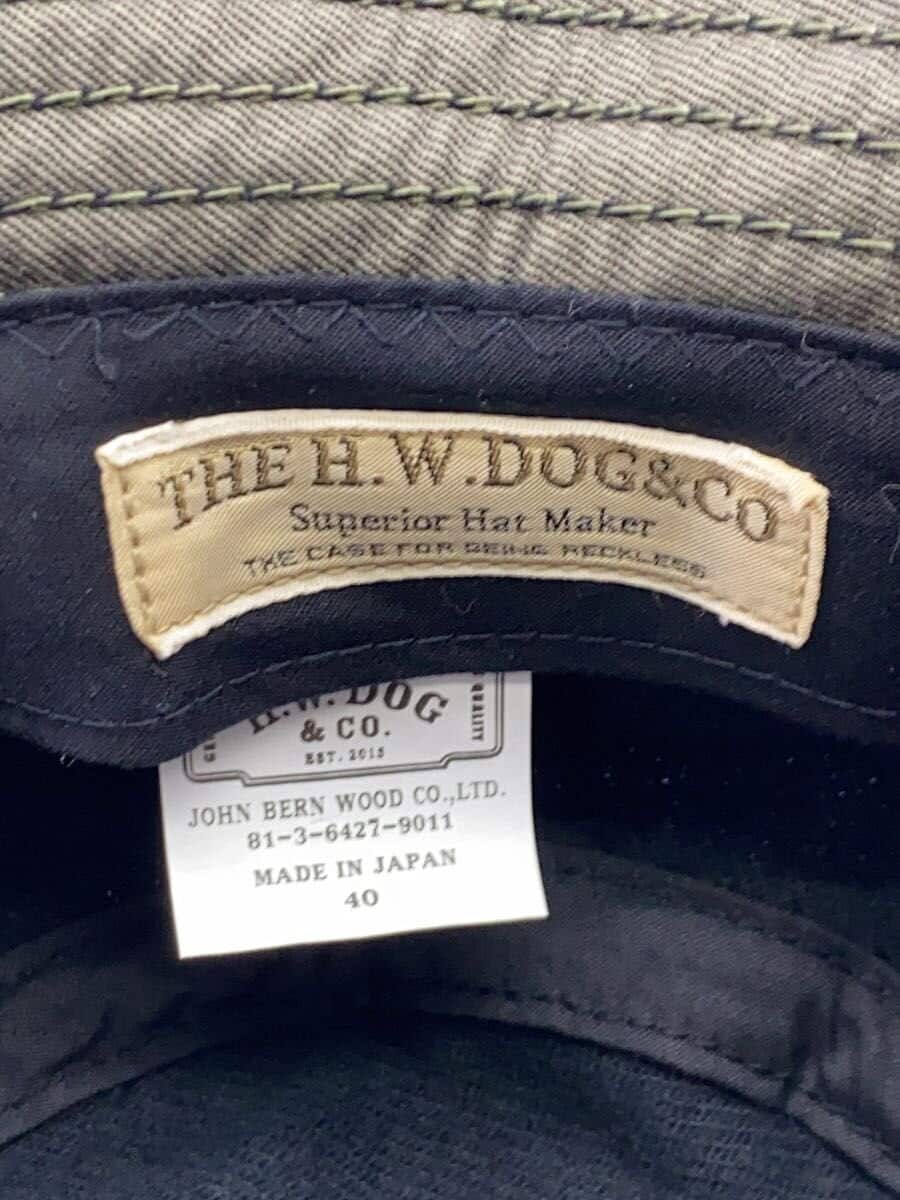 THE H.W.DOG&CO
Superior Hat Maker
THE CASE FOR BEING RECKLESS
H.W. DOG
QUALITY
& CO.
EST. 2015
JOHN BERN WOOD CO.,LTD.
81-3-6427-9011
MADE IN JAPAN
40